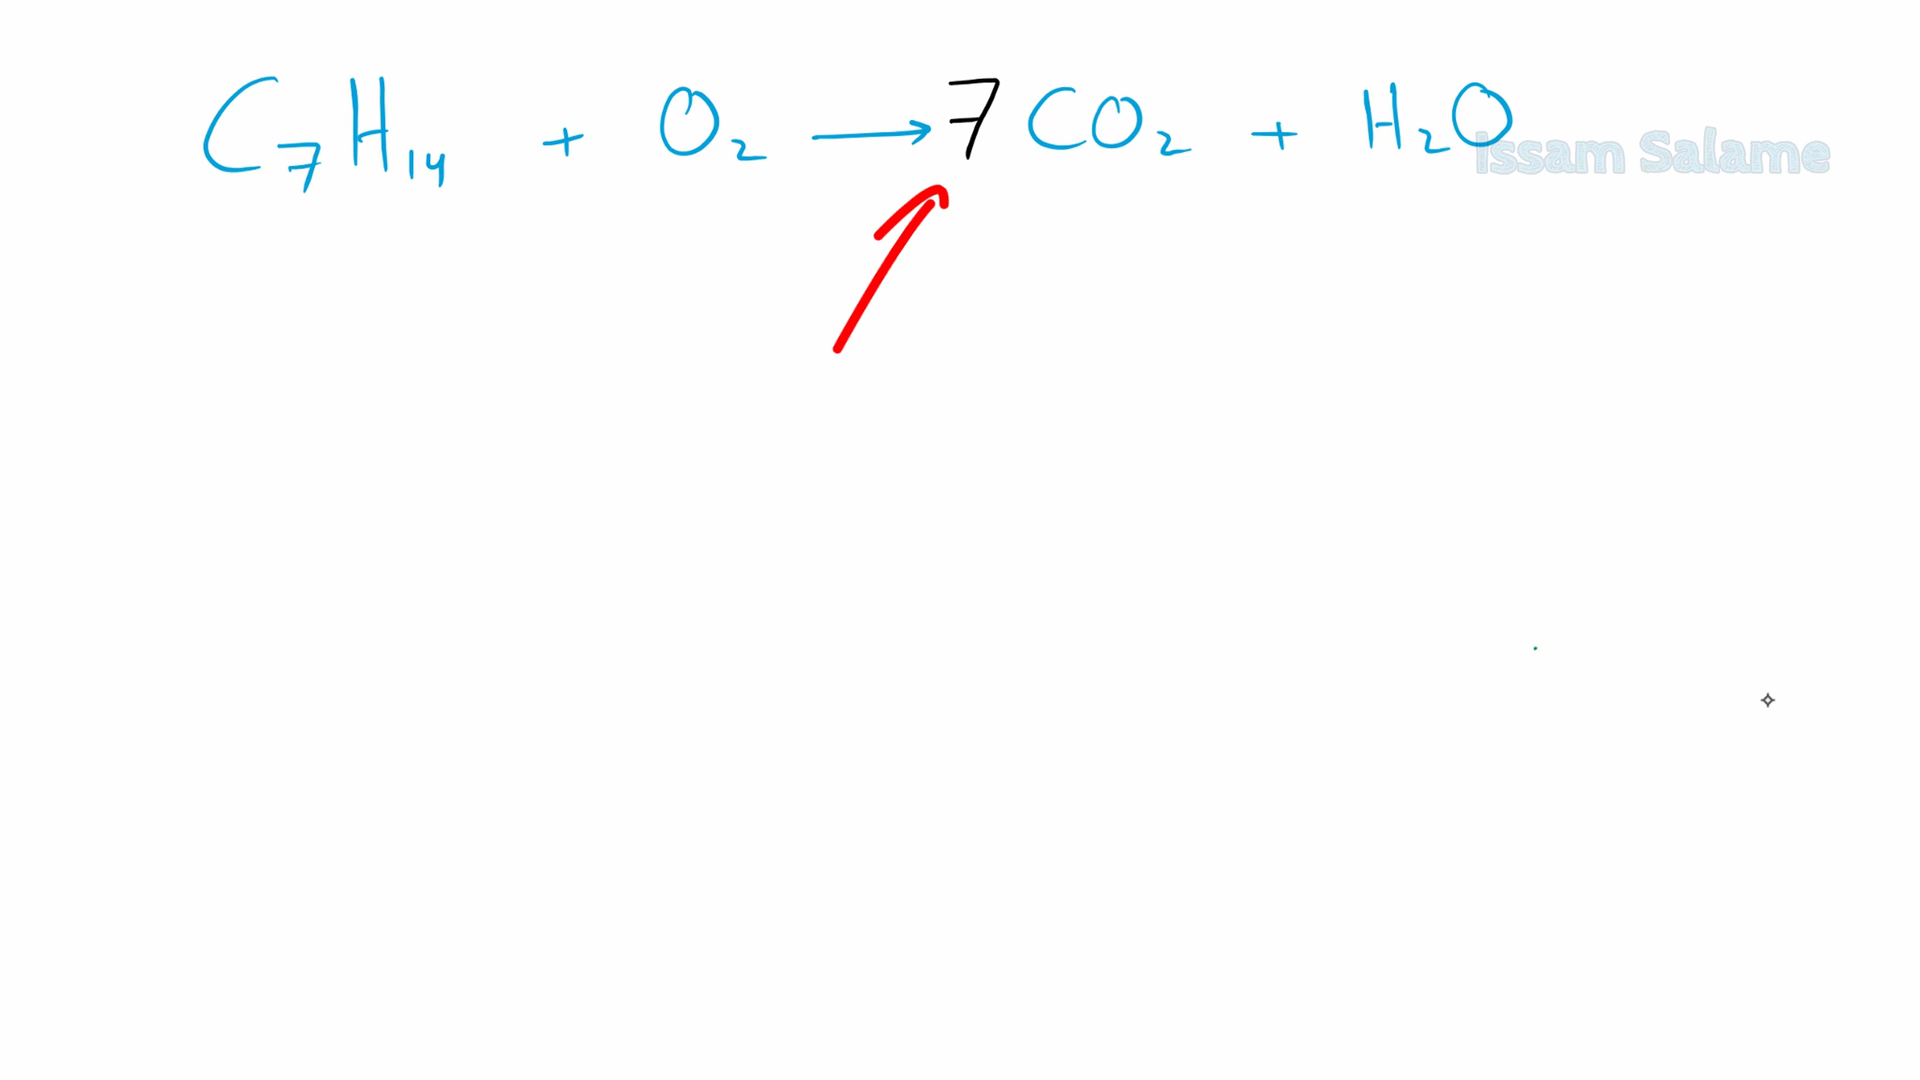 C₇H₁₄ + O₂ → 7 CO₂ + H₂O
Issam Salame